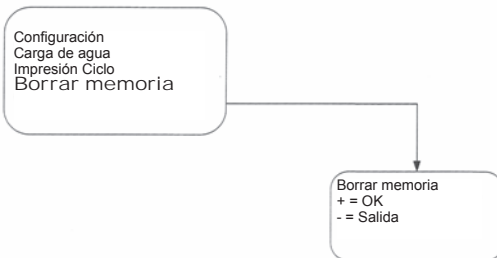 Configuración
Carga de agua
Impresión Ciclo
Borrar memoria
Borrar memoria
+ = OK
- = Salida